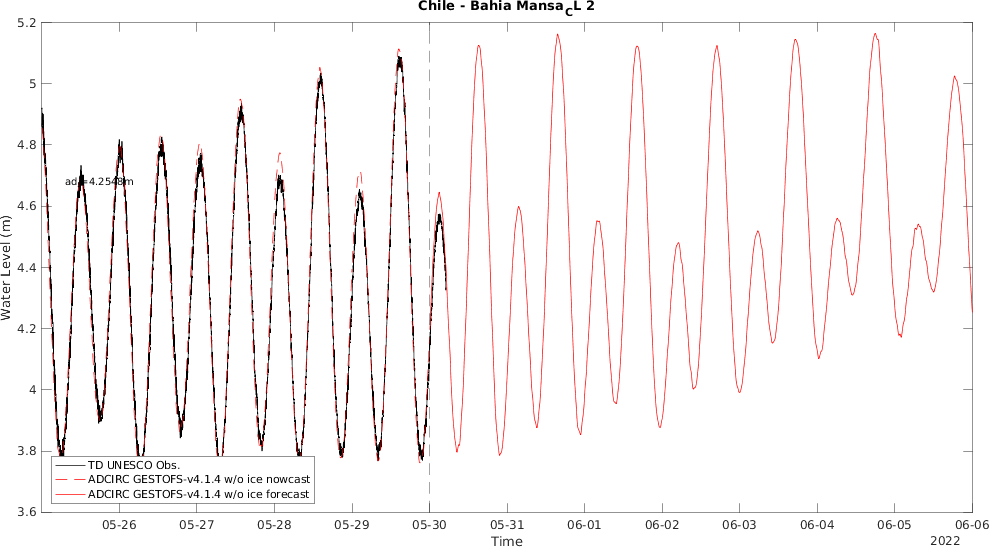 Chile - Bahia Mansa_CL 2
5.2
5
4.8
4.6
4.4
4.2
4
3.8
3.6
Water Level (m)
adj=4.2548m
TD UNESCO Obs.
ADCIRC GESTOFS-v4.1.4 w/o ice nowcast
ADCIRC GESTOFS-v4.1.4 w/o ice forecast
05-26 05-27 05-28 05-29 05-30 05-31 06-01 06-02 06-03 06-04 06-05 06-06
Time
2022